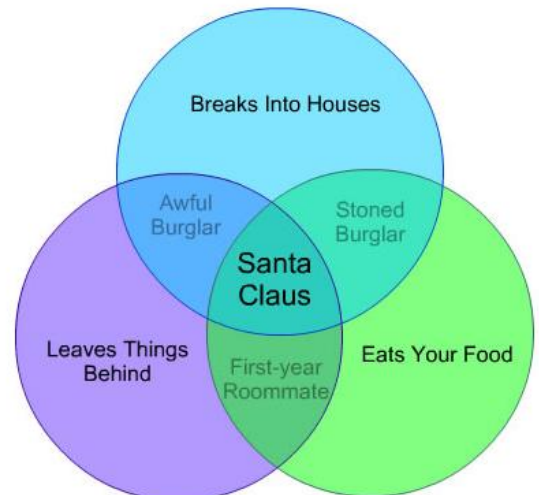 Breaks Into Houses
Awful
Burglar
Stoned
Burglar
Santa
Claus
Leaves Things
Behind
Eats Your Food
First-year
Roommate